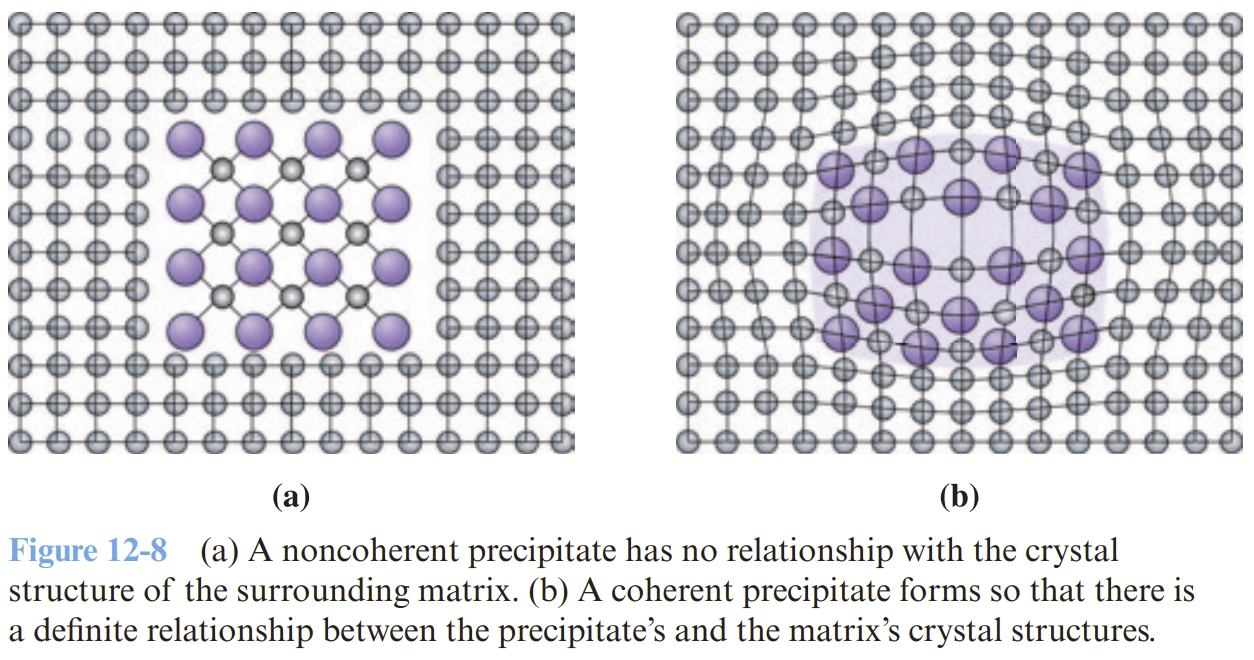 (a) (b)
Figure 12-8 (a) A noncoherent precipitate has no relationship with the crystal
structure of the surrounding matrix. (b) A coherent precipitate forms so that there is
a definite relationship between the precipitate’s and the matrix’s crystal structures.